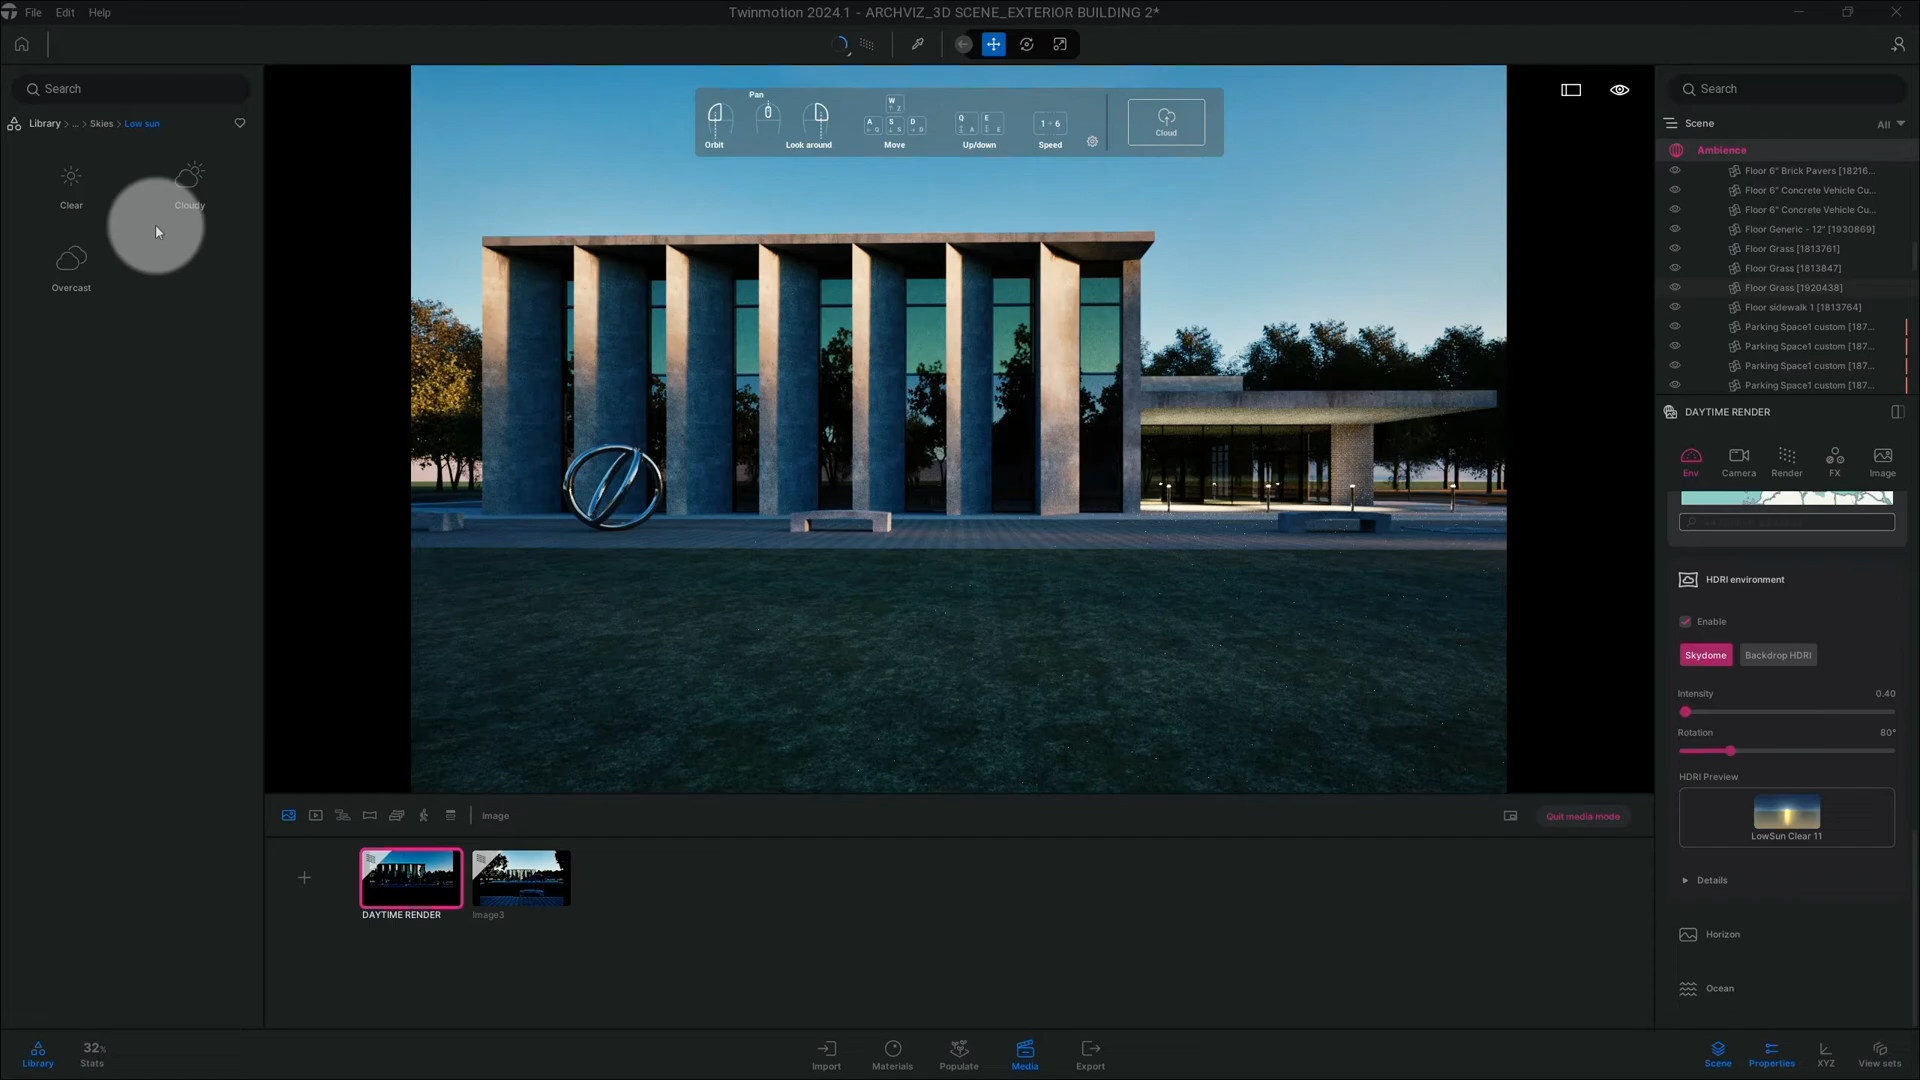 File Edit Help
Twinmotion 2024.1 - ARCHVIZ_3D SCENE_EXTERIOR BUILDING 2*
Search
Library > ... > Skies > Low sun
Clear
Cloudy
Overcast
Pan
Orbit
Look around
W
A S D
Move
Q E
Up/down
1 - 6
Speed
Cloud
Search
Scene
All
Ambience
Floor 6" Brick Pavers [18216...
Floor 6" Concrete Vehicle Cu...
Floor 6" Concrete Vehicle Cu...
Floor Generic - 12" [1930869]
Floor Grass [1813761]
Floor Grass [1813847]
Floor Grass [1920438]
Floor sidewalk 1 [1813764]
Parking Space1 custom [187...
Parking Space1 custom [187...
Parking Space1 custom [187...
Parking Space1 custom [187...
DAYTIME RENDER
Env Camera Render FX Image
HDRI environment
Enable
Skydome Backdrop HDRI
Intensity 0.40
Rotation 80°
HDRI Preview
LowSun Clear 11
Details
Horizon
Ocean
Image
Quit media mode
DAYTIME RENDER
Image3
Library
32%
Stats
Import
Materials
Populate
Media
Export
Scene
Properties
XYZ
View sets